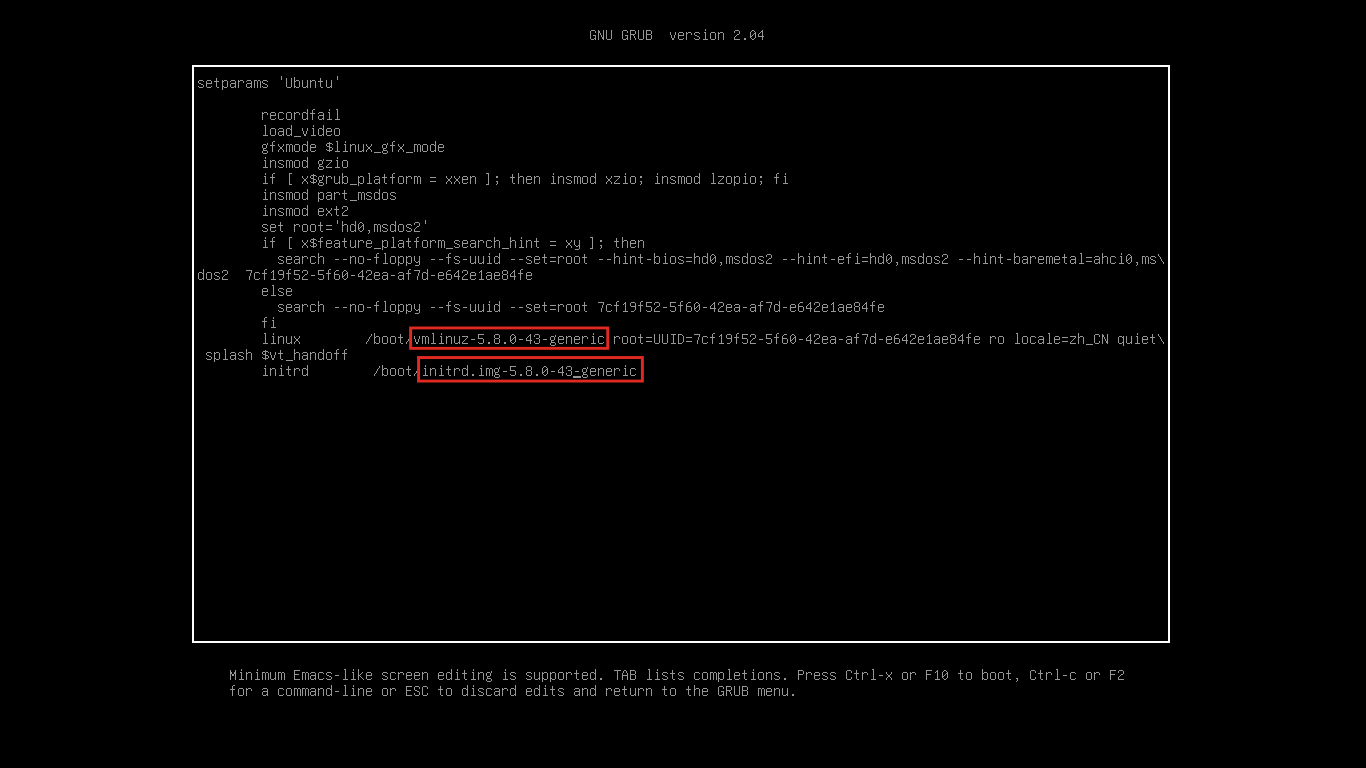 GNU GRUB  version 2.04
setparams 'Ubuntu'
recordfail
load_video
gfxmode $linux_gfx_mode
insmod gzio
if [ x$grub_platform = xxen ]; then insmod xzio; insmod lzopio; fi
insmod part_msdos
insmod ext2
set root='hd0,msdos2'
if [ x$feature_platform_search_hint = xy ]; then
search --no-floppy --fs-uuid --set=root --hint-bios=hd0,msdos2 --hint-efi=hd0,msdos2 --hint-baremetal=ahci0,ms\
dos2  7cf19f52-5f60-42ea-af7d-e642e1ae84fe
else
search --no-floppy --fs-uuid --set=root 7cf19f52-5f60-42ea-af7d-e642e1ae84fe
fi
linux        /boot/vmlinuz-5.8.0-43-generic root=UUID=7cf19f52-5f60-42ea-af7d-e642e1ae84fe ro locale=zh_CN quiet\
splash $vt_handoff
initrd        /boot/initrd.img-5.8.0-43-generic
Minimum Emacs-like screen editing is supported. TAB lists completions. Press Ctrl-x or F10 to boot, Ctrl-c or F2
for a command-line or ESC to discard edits and return to the GRUB menu.